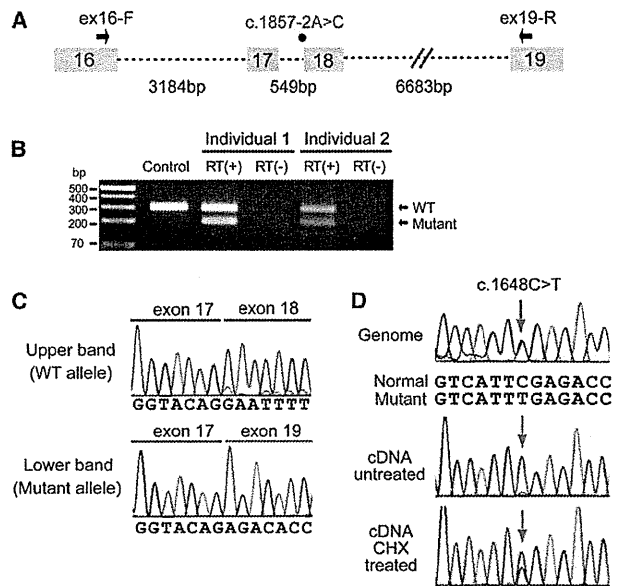 A
ex16-F
c.1857-2A>C
ex19-R
16
17
18
19
3184bp
549bp
6683bp
B
Individual 1
Individual 2
bp
Control
RT(+)
RT(-)
RT(+)
RT(-)
500
400
300
200
70
WT
Mutant
C
exon 17
exon 18
Upper band
(WT allele)
GGTACAGGAATTTT
exon 17
exon 19
Lower band
(Mutant allele)
GGTACAGAGACACC
D
c.1648C>T
Genome
Normal
GTCATTCGAGACC
Mutant
GTCATTTGAGACC
cDNA
untreated
cDNA
CHX
treated